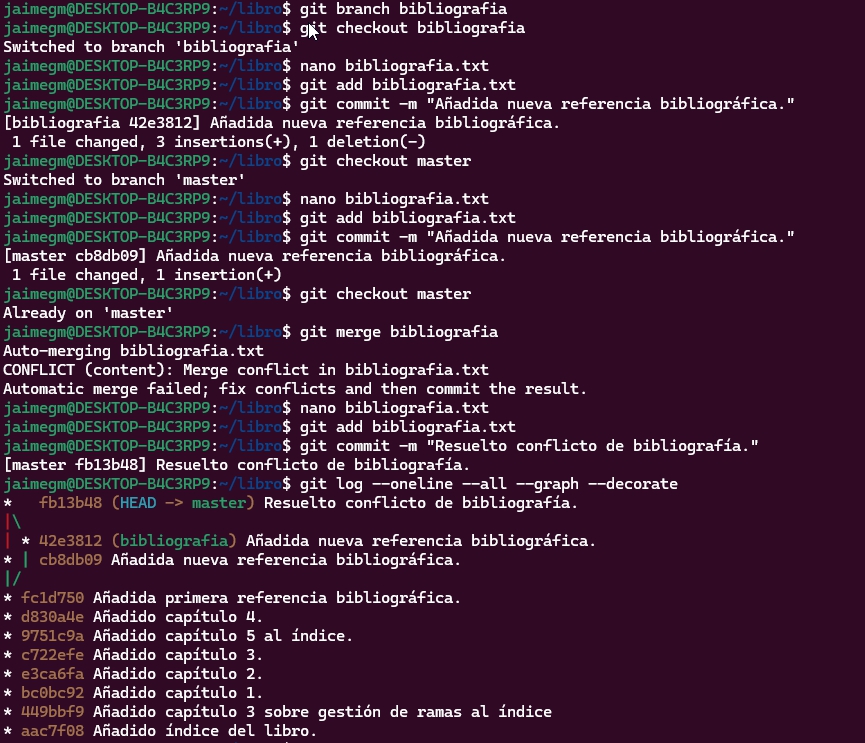 jaimegm@DESKTOP-B4C3RP9:~/libro$ git branch bibliografia
jaimegm@DESKTOP-B4C3RP9:~/libro$ git checkout bibliografia
Switched to branch 'bibliografia'
jaimegm@DESKTOP-B4C3RP9:~/libro$ nano bibliografia.txt
jaimegm@DESKTOP-B4C3RP9:~/libro$ git add bibliografia.txt
jaimegm@DESKTOP-B4C3RP9:~/libro$ git commit -m "Añadida nueva referencia bibliográfica."
[bibliografia 42e3812] Añadida nueva referencia bibliográfica.
 1 file changed, 3 insertions(+), 1 deletion(-)
jaimegm@DESKTOP-B4C3RP9:~/libro$ git checkout master
Switched to branch 'master'
jaimegm@DESKTOP-B4C3RP9:~/libro$ nano bibliografia.txt
jaimegm@DESKTOP-B4C3RP9:~/libro$ git add bibliografia.txt
jaimegm@DESKTOP-B4C3RP9:~/libro$ git commit -m "Añadida nueva referencia bibliográfica."
[master cb8db09] Añadida nueva referencia bibliográfica.
 1 file changed, 1 insertion(+)
jaimegm@DESKTOP-B4C3RP9:~/libro$ git checkout master
Already on 'master'
jaimegm@DESKTOP-B4C3RP9:~/libro$ git merge bibliografia
Auto-merging bibliografia.txt
CONFLICT (content): Merge conflict in bibliografia.txt
Automatic merge failed; fix conflicts and then commit the result.
jaimegm@DESKTOP-B4C3RP9:~/libro$ nano bibliografia.txt
jaimegm@DESKTOP-B4C3RP9:~/libro$ git add bibliografia.txt
jaimegm@DESKTOP-B4C3RP9:~/libro$ git commit -m "Resuelto conflicto de bibliografía."
[master fb13b48] Resuelto conflicto de bibliografía.
jaimegm@DESKTOP-B4C3RP9:~/libro$ git log --oneline --all --graph --decorate
*   fb13b48 (HEAD -> master) Resuelto conflicto de bibliografía.
|\
| * 42e3812 (bibliografia) Añadida nueva referencia bibliográfica.
* | cb8db09 Añadida nueva referencia bibliográfica.
|/
* fc1d750 Añadida primera referencia bibliográfica.
* d830a4e Añadido capítulo 4.
* 9751c9a Añadido capítulo 5 al índice.
* c722efe Añadido capítulo 3.
* e3ca6fa Añadido capítulo 2.
* bc0bc92 Añadido capítulo 1.
* 449bbf9 Añadido capítulo 3 sobre gestión de ramas al índice
* aac7f08 Añadido índice del libro.